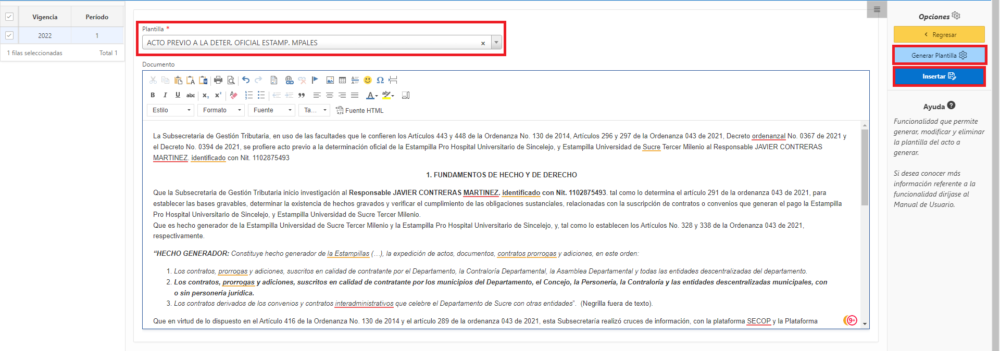 Vigencia Período
2022 1
1 filas seleccionadas Total 1
Plantilla *
ACTO PREVIO A LA DETER. OFICIAL ESTAMP. MPALES ×
Documento
B I U abc x₂ x² A ab
Estilo Formato Fuente Ta... Fuente HTML
La Subsecretaria de Gestión Tributaria, en uso de las facultades que le confieren los Artículos 443 y 448 de la Ordenanza No. 130 de 2014, Artículos 296 y 297 de la Ordenanza 043 de 2021, Decreto ordenanzal No. 0367 de 2021 y
el Decreto No. 0394 de 2021, se profiere acto previo a la determinación oficial de la Estampilla Pro Hospital Universitario de Sincelejo, y Estampilla Universidad de Sucre Tercer Milenio al Responsable JAVIER CONTRERAS
MARTINEZ. identificado con Nit. 1102875493
1. FUNDAMENTOS DE HECHO Y DE DERECHO
Que la Subsecretaria de Gestión Tributaria inicio investigación al Responsable JAVIER CONTRERAS MARTINEZ. identificado con Nit. 1102875493. tal como lo determina el artículo 291 de la ordenanza 043 de 2021, para
establecer las bases gravables, determinar la existencia de hechos gravados y verificar el cumplimiento de las obligaciones sustanciales, relacionadas con la suscripción de contratos o convenios que generan el pago la Estampilla
Pro Hospital Universitario de Sincelejo, y Estampilla Universidad de Sucre Tercer Milenio.
Que es hecho generador de la Estampilla Universidad de Sucre Tercer Milenio y la Estampilla Pro Hospital Universitario de Sincelejo, y, tal como lo establecen los Artículos No. 328 y 338 de la Ordenanza 043 de 2021,
respectivamente.
“HECHO GENERADOR: Constituye hecho generador de la Estampillas (…), la expedición de actos, documentos, contratos prorrogas y adiciones, en este orden:
1. Los contratos, prorrogas y adiciones, suscritos en calidad de contratante por el Departamento, la Contraloría Departamental, la Asamblea Departamental y todas las entidades descentralizadas del departamento.
2. Los contratos, prorrogas y adiciones, suscritos en calidad de contratante por los municipios del Departamento, el Concejo, la Personería, la Contraloría y las entidades descentralizadas municipales, con
o sin personería jurídica.
3. Los contratos derivados de los convenios y contratos interadministrativos que celebre el Departamento de Sucre con otras entidades”. (Negrilla fuera de texto).
Que en virtud de lo dispuesto en el Artículo 416 de la Ordenanza No. 130 de 2014 y el artículo 289 de la ordenanza 043 de 2021, esta Subsecretaría realizó cruces de información, con la plataforma SECOP y la Plataforma
9+
Opciones
Regresar
Generar Plantilla
Insertar
Ayuda
Funcionalidad que permite
generar, modificar y eliminar
la plantilla del acto a
generar.
Si desea conocer más
información referente a la
funcionalidad diríjase al
Manual de Usuario.